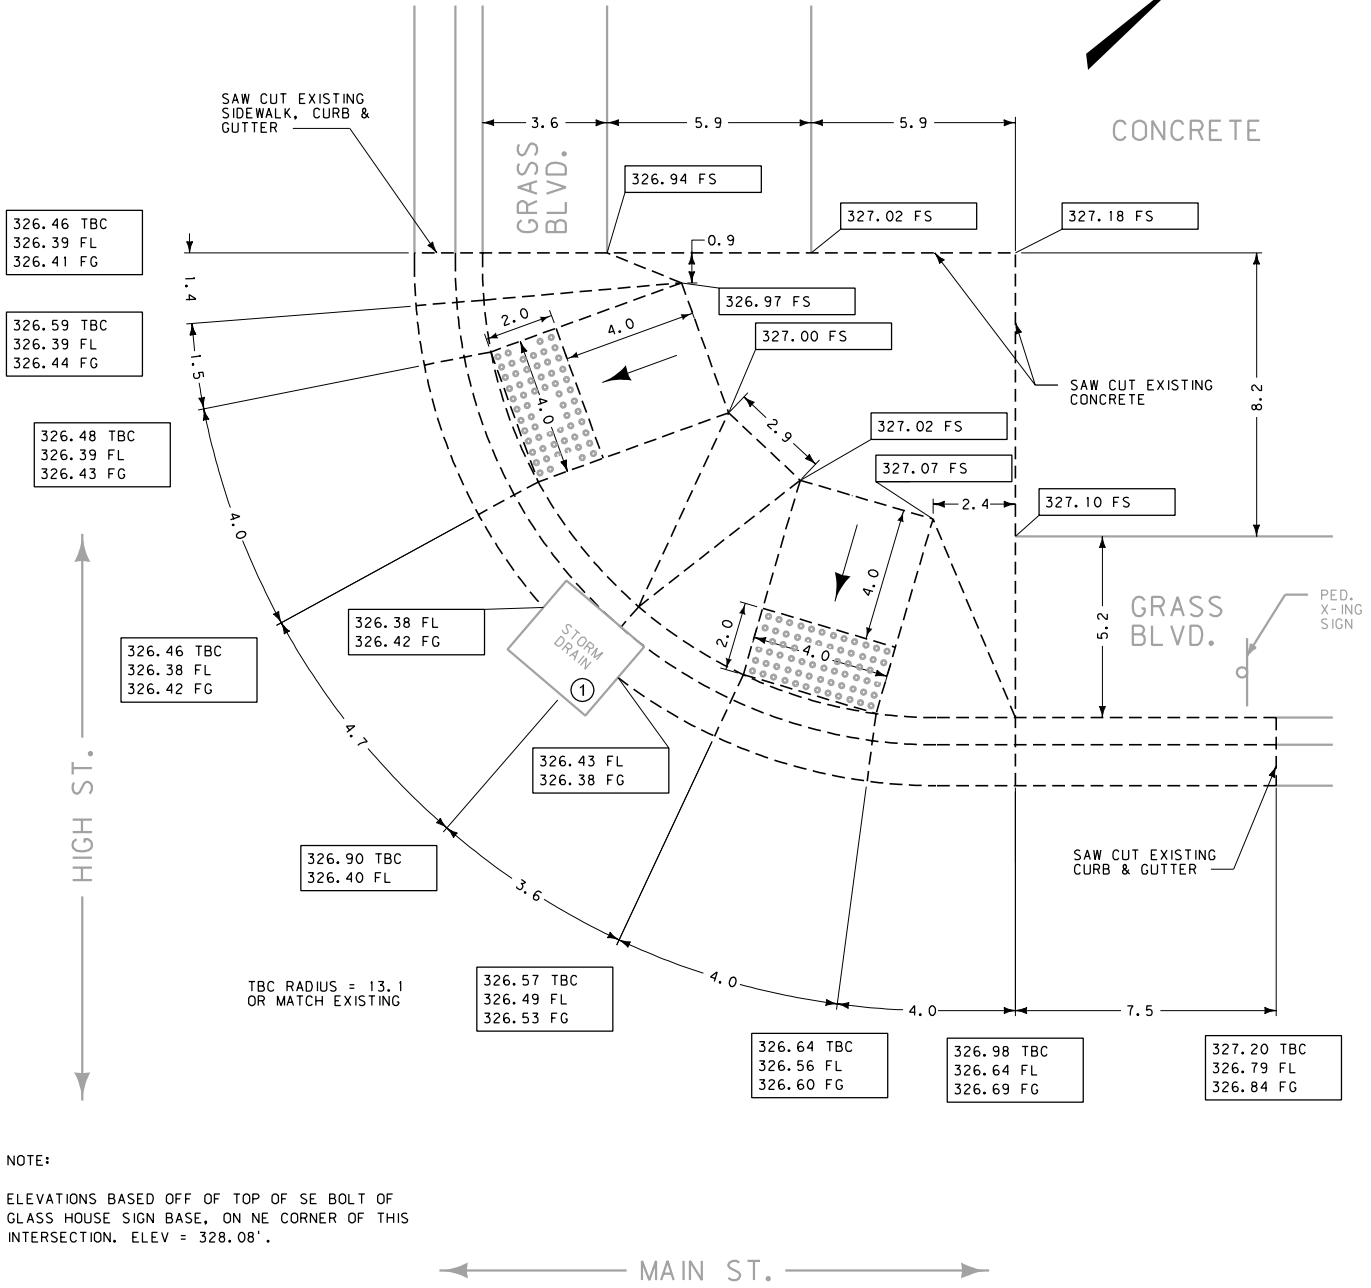 SAW CUT EXISTING
SIDEWALK, CURB &
GUTTER
3.6
5.9
5.9
CONCRETE
GRASS
BLVD.
326.94 FS
327.02 FS
327.18 FS
326.46 TBC
326.39 FL
326.41 FG
0.9
1.4
326.97 FS
326.59 TBC
326.39 FL
326.44 FG
2.0
4.0
327.00 FS
1.5
SAW CUT EXISTING
CONCRETE
8.2
4.0
2.9
327.02 FS
326.48 TBC
326.39 FL
326.43 FG
327.07 FS
2.4
327.10 FS
4.0
4.0
PED.
X-ING
SIGN
GRASS
BLVD.
5.2
326.38 FL
326.42 FG
STORM
DRAIN
1
2.0
4.0
326.46 TBC
326.38 FL
326.42 FG
4.7
326.43 FL
326.38 FG
HIGH ST.
326.90 TBC
326.40 FL
SAW CUT EXISTING
CURB & GUTTER
3.6
TBC RADIUS = 13.1
OR MATCH EXISTING
326.57 TBC
326.49 FL
326.53 FG
4.0
4.0
7.5
326.64 TBC
326.56 FL
326.60 FG
326.98 TBC
326.64 FL
326.69 FG
327.20 TBC
326.79 FL
326.84 FG
NOTE:
ELEVATIONS BASED OFF OF TOP OF SE BOLT OF
GLASS HOUSE SIGN BASE, ON NE CORNER OF THIS
INTERSECTION. ELEV = 328.08'.
MAIN ST.